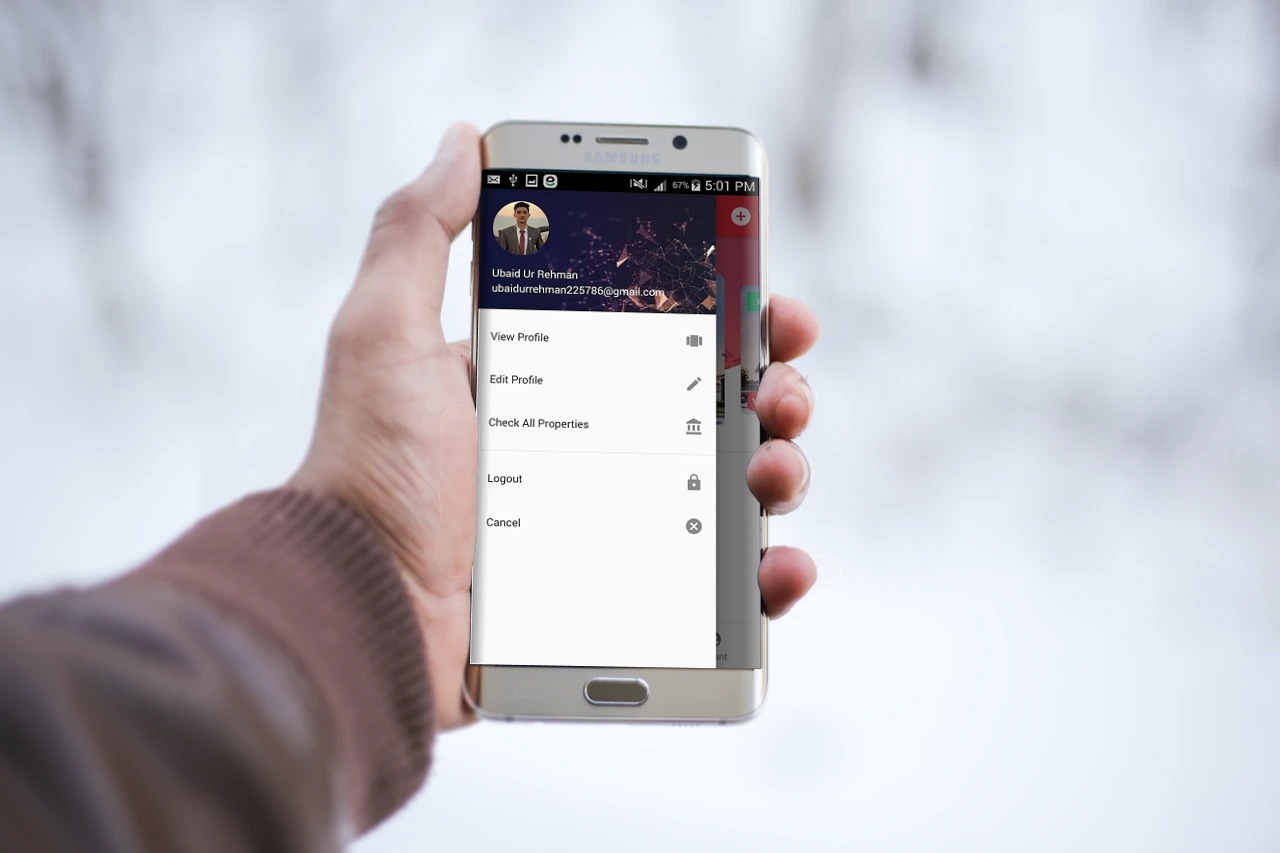 SAMSUNG
67% 5:01 PM
Ubaid Ur Rehman
ubaidurrehman225786@gmail.com
View Profile
Edit Profile
Check All Properties
Logout
Cancel